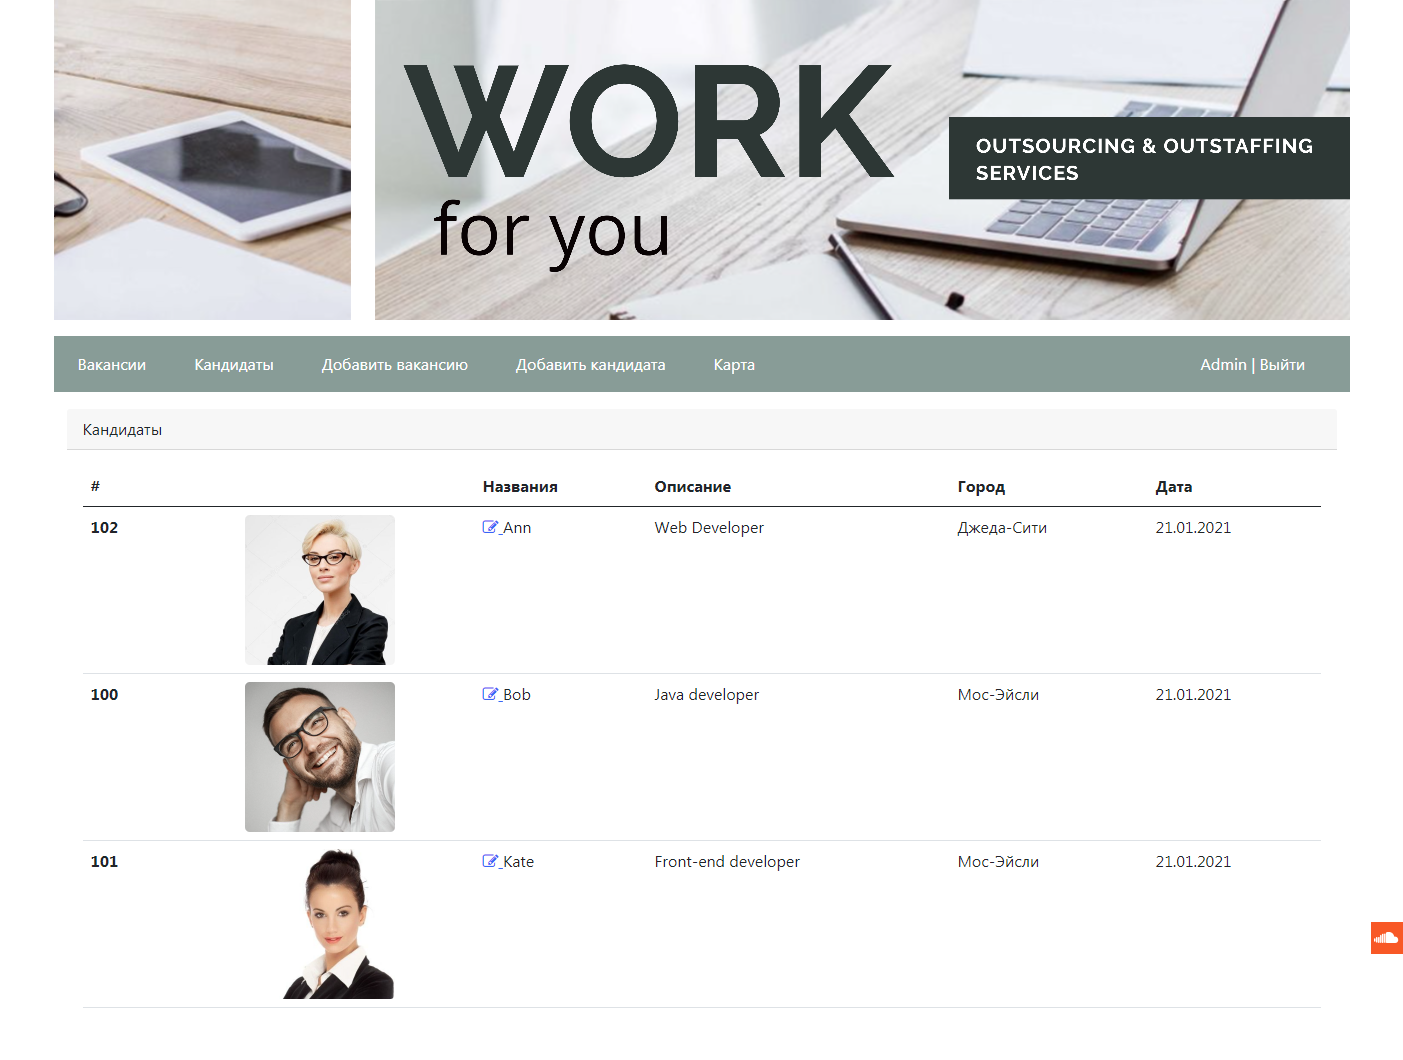 WORK
for you
OUTSOURCING & OUTSTAFFING
SERVICES
Вакансии Кандидаты Добавить вакансию Добавить кандидата Карта Admin | Выйти
Кандидаты
# Названия Описание Город Дата
102 Ann Web Developer Джеда-Сити 21.01.2021
100 Bob Java developer Мос-Эйсли 21.01.2021
101 Kate Front-end developer Мос-Эйсли 21.01.2021